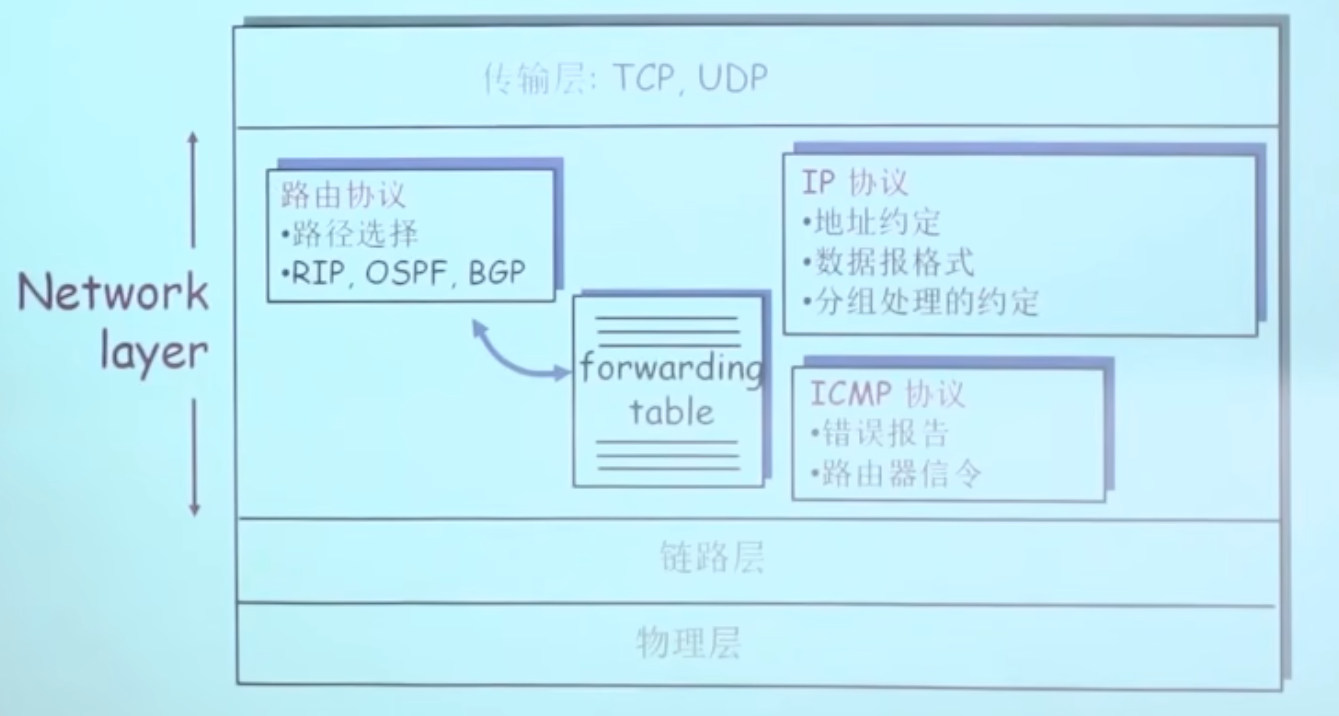 传输层: TCP, UDP
Network
layer
路由协议
•路径选择
•RIP, OSPF, BGP
forwarding
table
IP 协议
•地址约定
•数据报格式
•分组处理的约定
ICMP 协议
•错误报告
•路由器信令
链路层
物理层